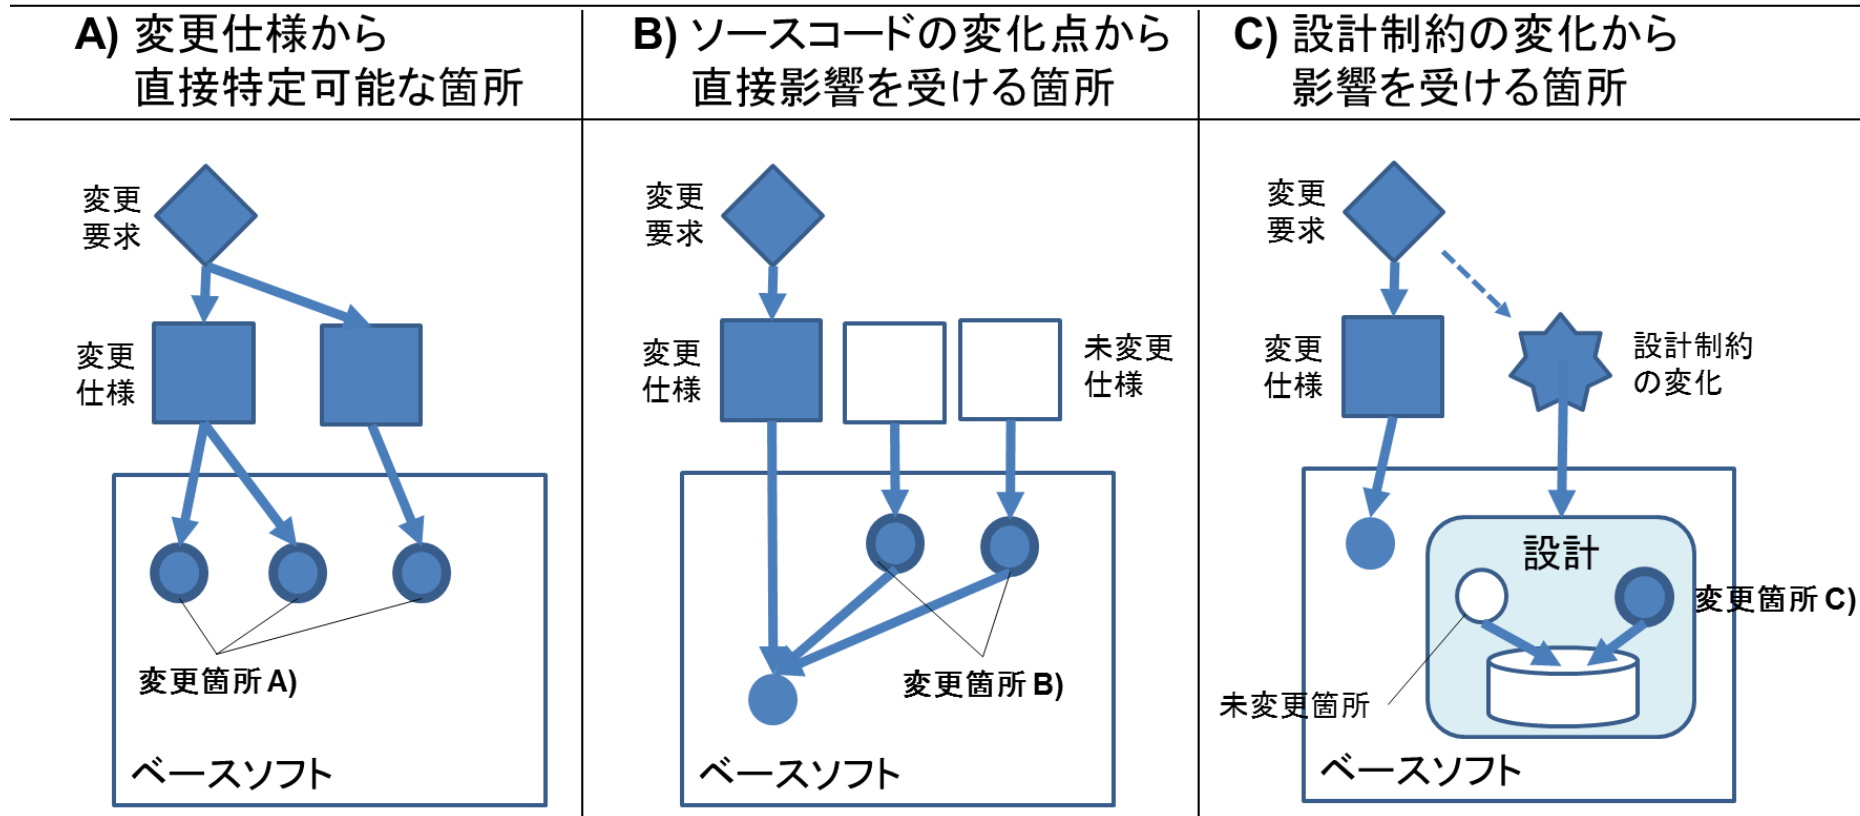 A) 変更仕様から
直接特定可能な箇所
B) ソースコードの変化点から
直接影響を受ける箇所
C) 設計制約の変化から
影響を受ける箇所
変更
要求
変更
仕様
変更箇所 A)
ベースソフト
変更
要求
変更
仕様
未変更
仕様
変更箇所 B)
ベースソフト
変更
要求
変更
仕様
設計制約
の変化
設計
変更箇所 C)
未変更箇所
ベースソフト